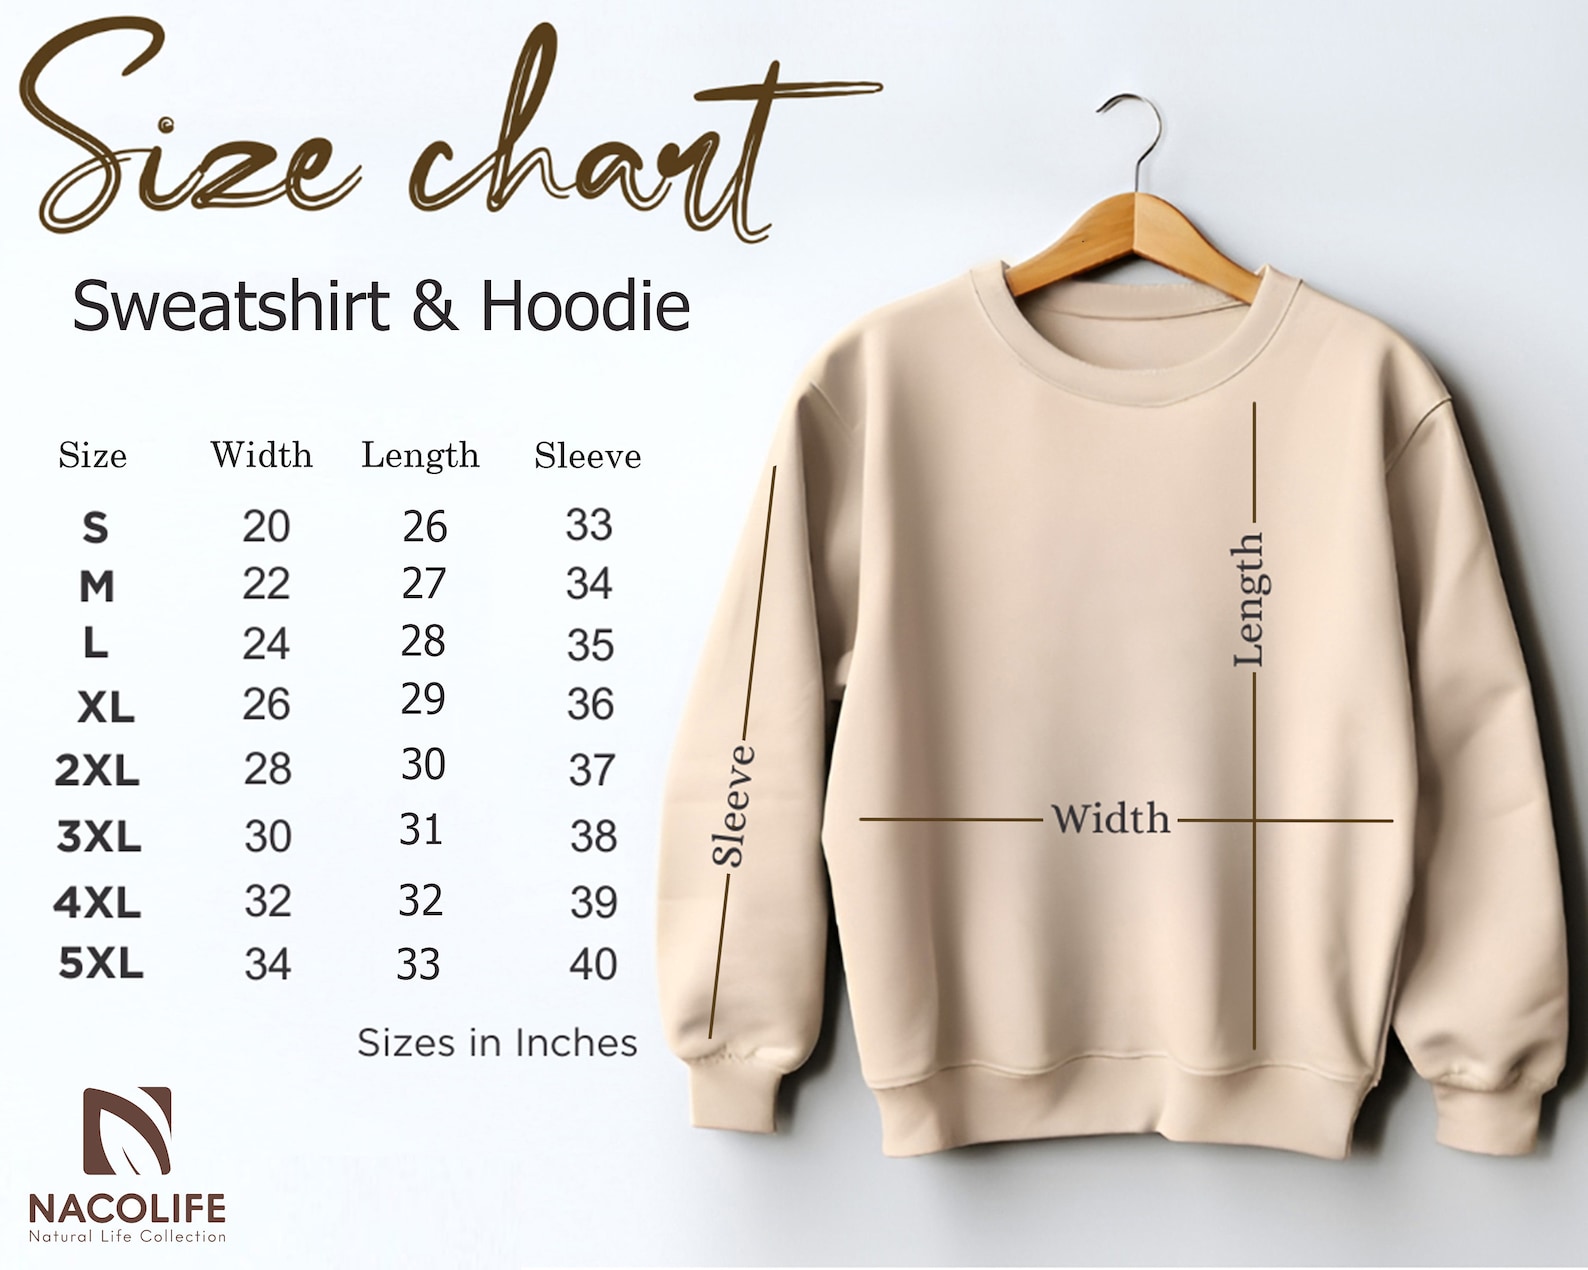 Size chart
Sweatshirt & Hoodie
Size Width Length Sleeve
S 20 26 33
M 22 27 34
L 24 28 35
XL 26 29 36
2XL 28 30 37
3XL 30 31 38
4XL 32 32 39
5XL 34 33 40
Sizes in Inches
NACOLIFE
Natural Life Collection
Sleeve
Width
Length